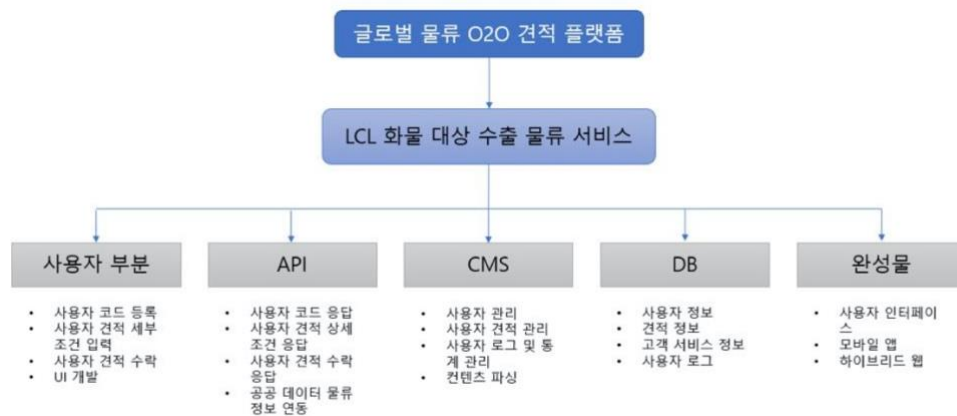 글로벌 물류 O2O 견적 플랫폼
LCL 화물 대상 수출 물류 서비스
사용자 부분
• 사용자 코드 등록
• 사용자 견적 세부
조건 입력
• 사용자 견적 수락
• UI 개발
API
• 사용자 코드 응답
• 사용자 견적 상세
조건 응답
• 사용자 견적 수락
응답
• 공공 데이터 물류
정보 연동
CMS
• 사용자 관리
• 사용자 견적 관리
• 사용자 로그 및 통
계 관리
• 컨텐츠 파싱
DB
• 사용자 정보
• 견적 정보
• 고객 서비스 정보
• 사용자 로그
완성물
• 사용자 인터페이
스
• 모바일 앱
• 하이브리드 웹